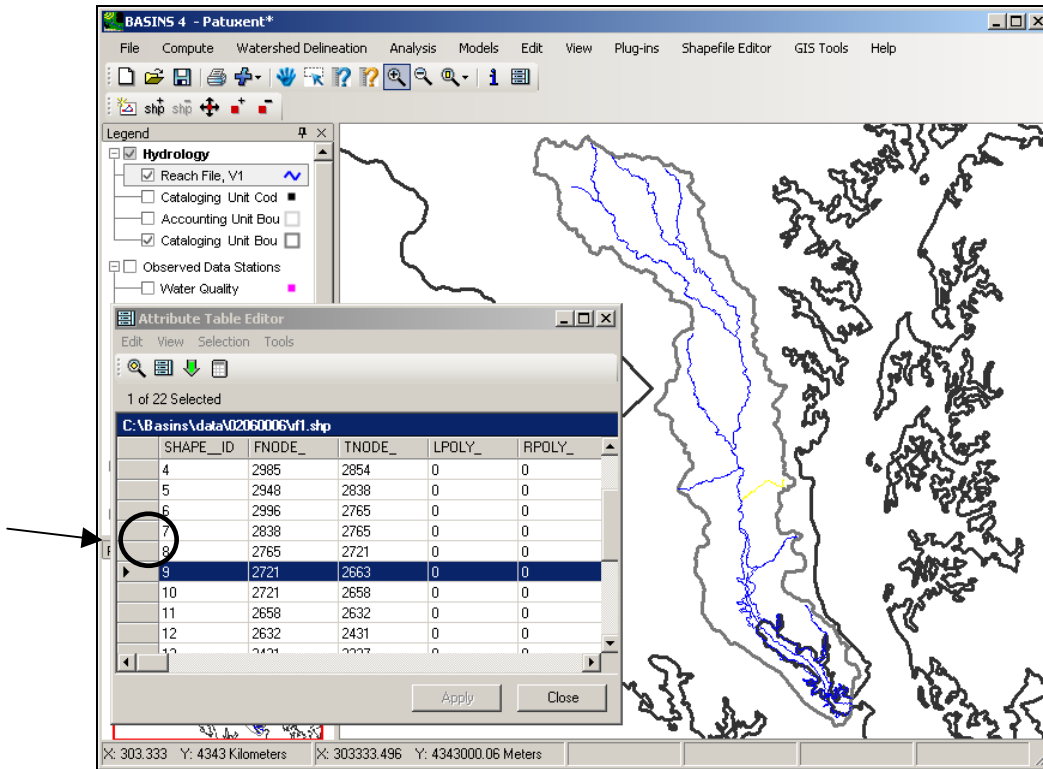 BASINS 4 - Patuxent*
File Compute Watershed Delineation Analysis Models Edit View Plug-ins Shapefile Editor GIS Tools Help
shp shp
Legend
Hydrology
Reach File, V1
Cataloging Unit Cod
Accounting Unit Bou
Cataloging Unit Bou
Observed Data Stations
Water Quality
Attribute Table Editor
Edit View Selection Tools
1 of 22 Selected
C:\Basins\data\02060006\rf1.shp
SHAPE__ID FNODE_ TNODE_ LPOLY_ RPOLY_
4 2985 2854 0 0
5 2948 2838 0 0
6 2996 2765 0 0
7 2838 2765 0 0
8 2765 2721 0 0
9 2721 2663 0 0
10 2721 2658 0 0
11 2658 2632 0 0
12 2632 2431 0 0
Apply Close
X: 303.333 Y: 4343 Kilometers X: 303333.496 Y: 4343000.06 Meters